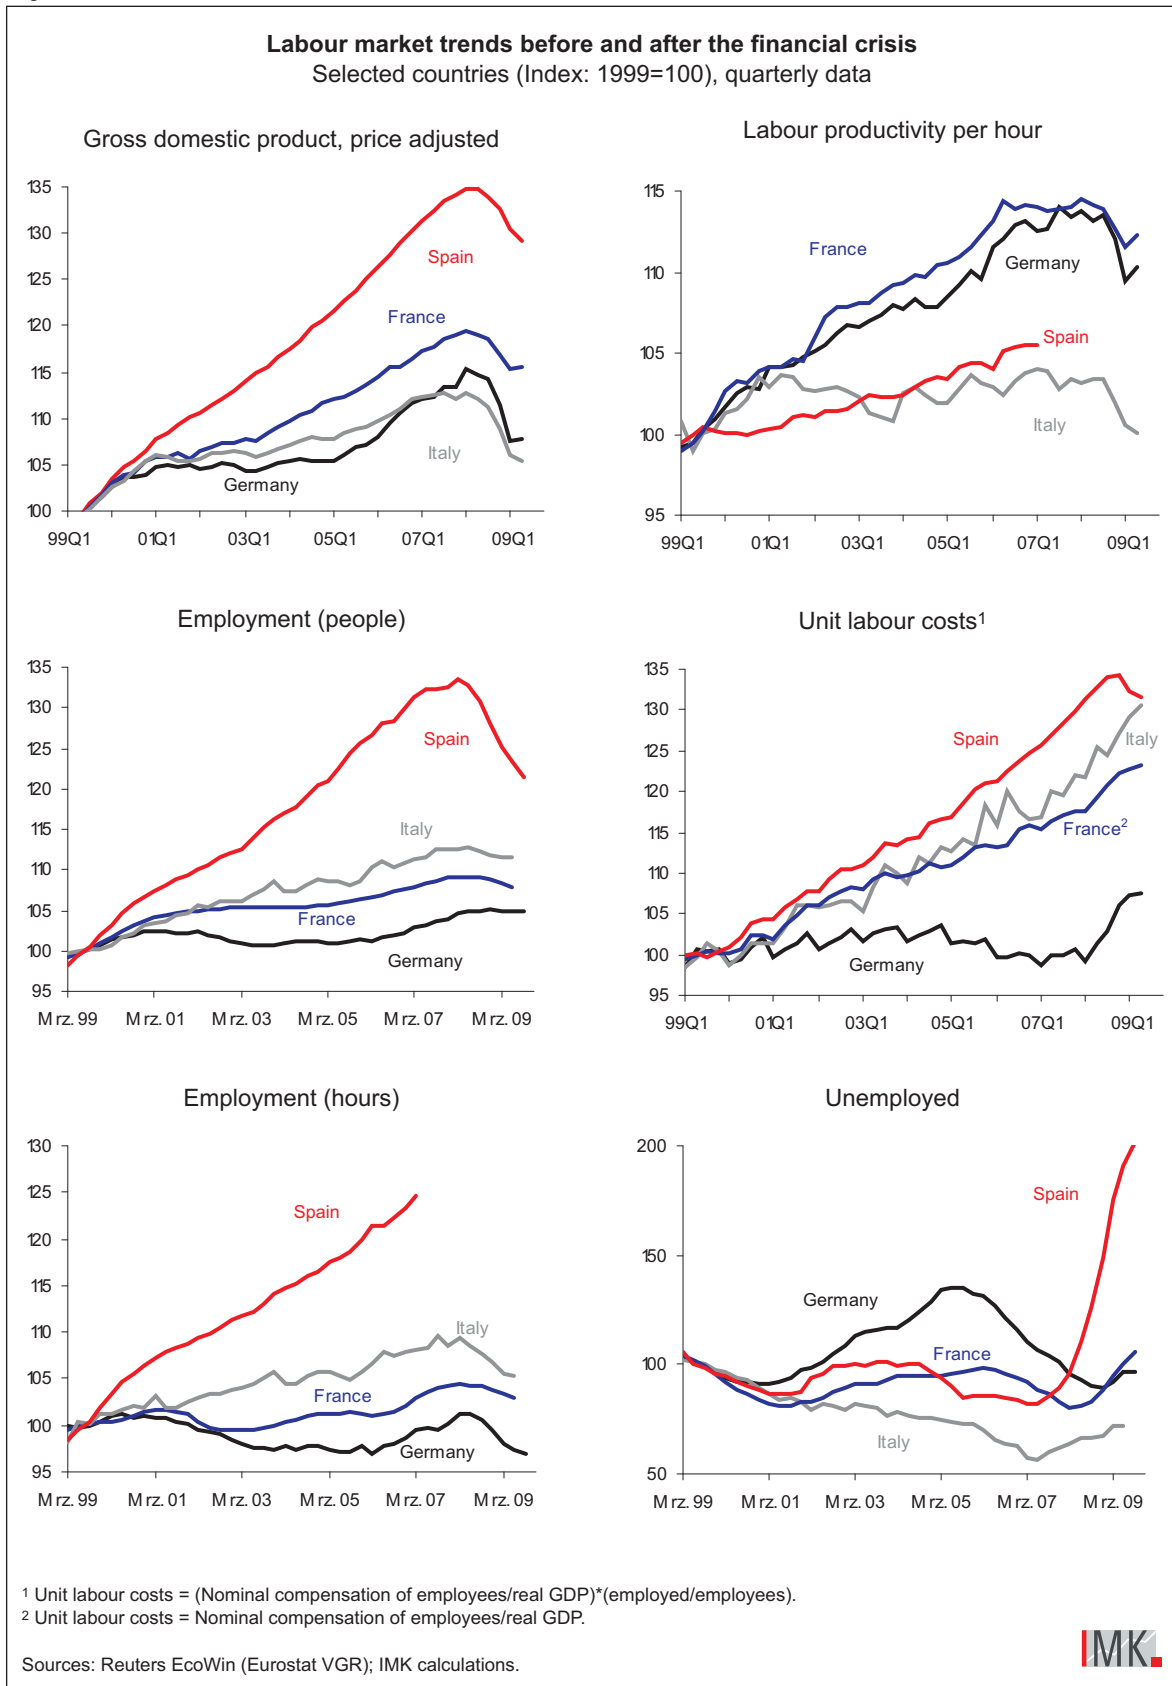 Labour market trends before and after the financial crisis
Selected countries (Index: 1999=100), quarterly data
Gross domestic product, price adjusted
135
130
125
120
115
110
105
100
Spain
France
Italy
Germany
99Q1 01Q1 03Q1 05Q1 07Q1 09Q1
Labour productivity per hour
115
110
105
100
95
France
Germany
Spain
Italy
99Q1 01Q1 03Q1 05Q1 07Q1 09Q1
Employment (people)
135
130
125
120
115
110
105
100
95
Spain
Italy
France
Germany
Mrz. 99 Mrz. 01 Mrz. 03 Mrz. 05 Mrz. 07 Mrz. 09
Unit labour costs¹
135
130
125
120
115
110
105
100
95
Spain
Italy
France²
Germany
99Q1 01Q1 03Q1 05Q1 07Q1 09Q1
Employment (hours)
130
125
120
115
110
105
100
95
Spain
Italy
France
Germany
Mrz. 99 Mrz. 01 Mrz. 03 Mrz. 05 Mrz. 07 Mrz. 09
Unemployed
200
150
100
50
Spain
Germany
France
Italy
Mrz. 99 Mrz. 01 Mrz. 03 Mrz. 05 Mrz. 07 Mrz. 09
¹ Unit labour costs = (Nominal compensation of employees/real GDP)*(employed/employees).
² Unit labour costs = Nominal compensation of employees/real GDP.
Sources: Reuters EcoWin (Eurostat VGR); IMK calculations.
IMK